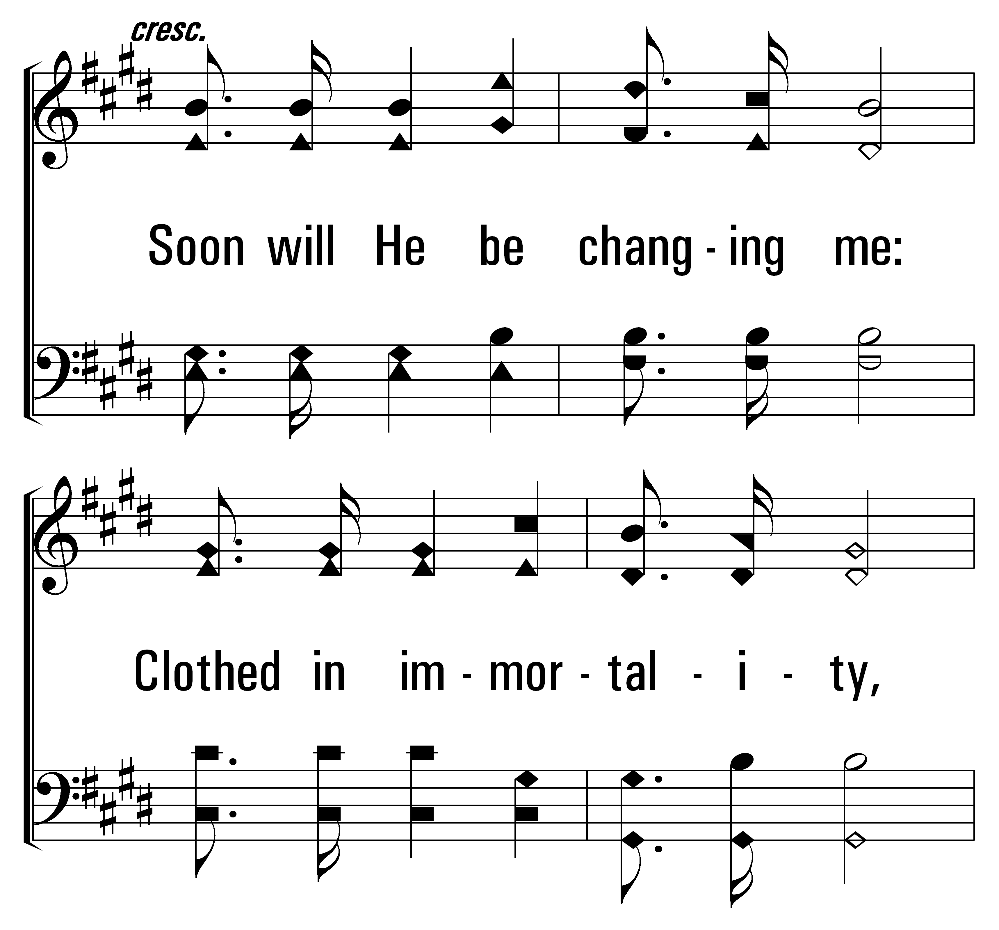 cresc.
Soon will He be chang - ing me:
Clothed in im - mor - tal - i - ty,